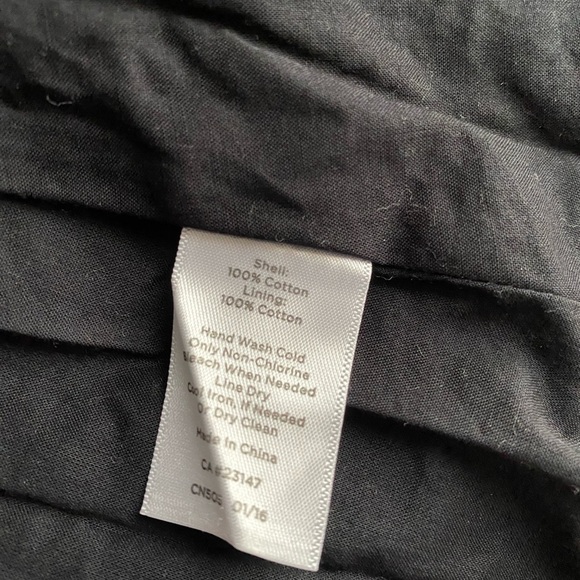 Shell:
100% Cotton
Lining:
100% Cotton
Hand Wash Cold
Only Non-Chlorine
Bleach When Needed
Line Dry
Cool Iron, If Needed
Or Dry Clean
Made in China
CA #23147
01/16